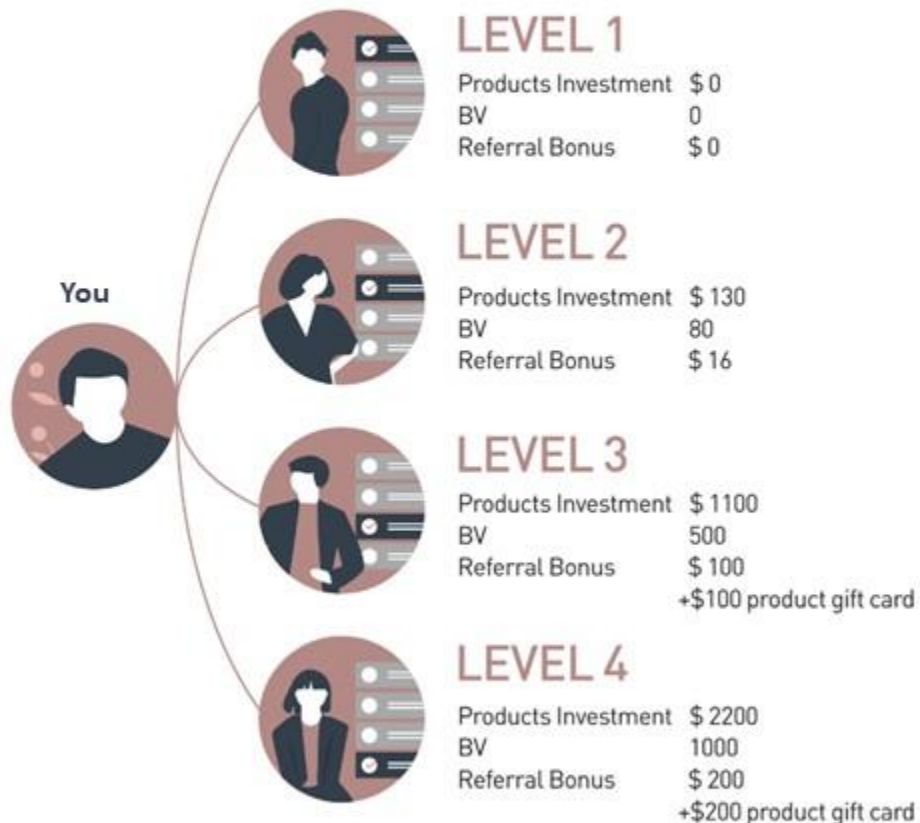 LEVEL 1
Products Investment $ 0
BV 0
Referral Bonus $ 0
LEVEL 2
Products Investment $ 130
BV 80
Referral Bonus $ 16
You
LEVEL 3
Products Investment $ 1100
BV 500
Referral Bonus $ 100
+$100 product gift card
LEVEL 4
Products Investment $ 2200
BV 1000
Referral Bonus $ 200
+$200 product gift card